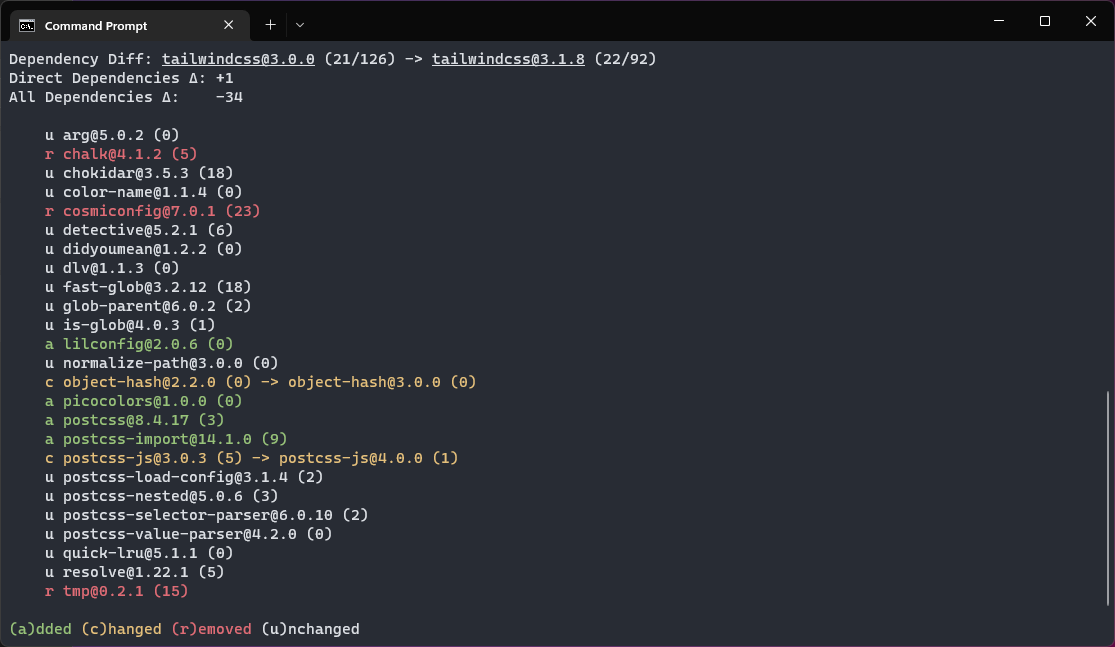 Command Prompt
Dependency Diff: tailwindcss@3.0.0 (21/126) -> tailwindcss@3.1.8 (22/92)
Direct Dependencies Δ: +1
All Dependencies Δ:    -34
u arg@5.0.2 (0)
r chalk@4.1.2 (5)
u chokidar@3.5.3 (18)
u color-name@1.1.4 (0)
r cosmiconfig@7.0.1 (23)
u detective@5.2.1 (6)
u didyoumean@1.2.2 (0)
u dlv@1.1.3 (0)
u fast-glob@3.2.12 (18)
u glob-parent@6.0.2 (2)
u is-glob@4.0.3 (1)
a lilconfig@2.0.6 (0)
u normalize-path@3.0.0 (0)
c object-hash@2.2.0 (0) -> object-hash@3.0.0 (0)
a picocolors@1.0.0 (0)
a postcss@8.4.17 (3)
a postcss-import@14.1.0 (9)
c postcss-js@3.0.3 (5) -> postcss-js@4.0.0 (1)
u postcss-load-config@3.1.4 (2)
u postcss-nested@5.0.6 (3)
u postcss-selector-parser@6.0.10 (2)
u postcss-value-parser@4.2.0 (0)
u quick-lru@5.1.1 (0)
u resolve@1.22.1 (5)
r tmp@0.2.1 (15)
(a)dded (c)hanged (r)emoved (u)nchanged